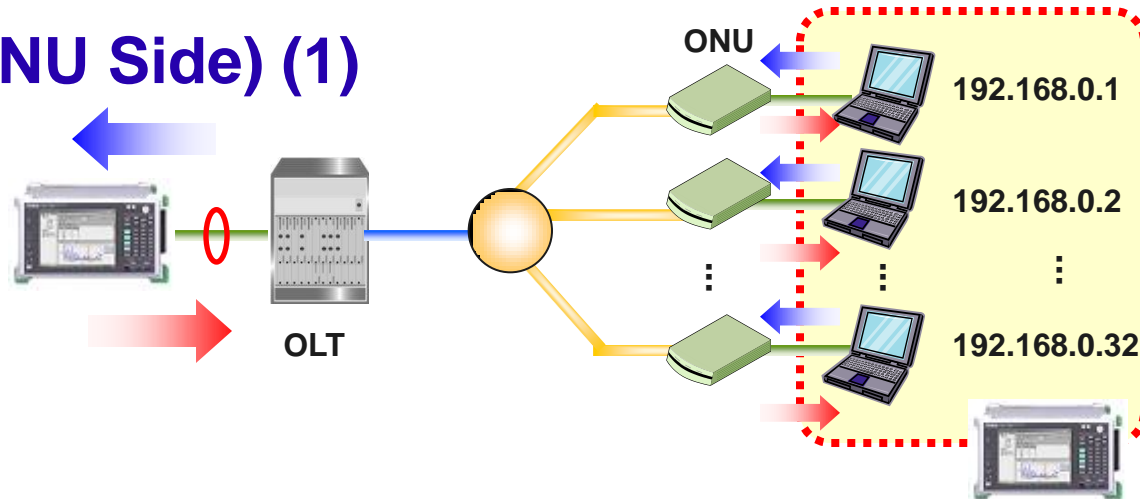 NU Side) (1)
ONU
192.168.0.1
192.168.0.2
⋮
⋮
⋮
OLT
192.168.0.32